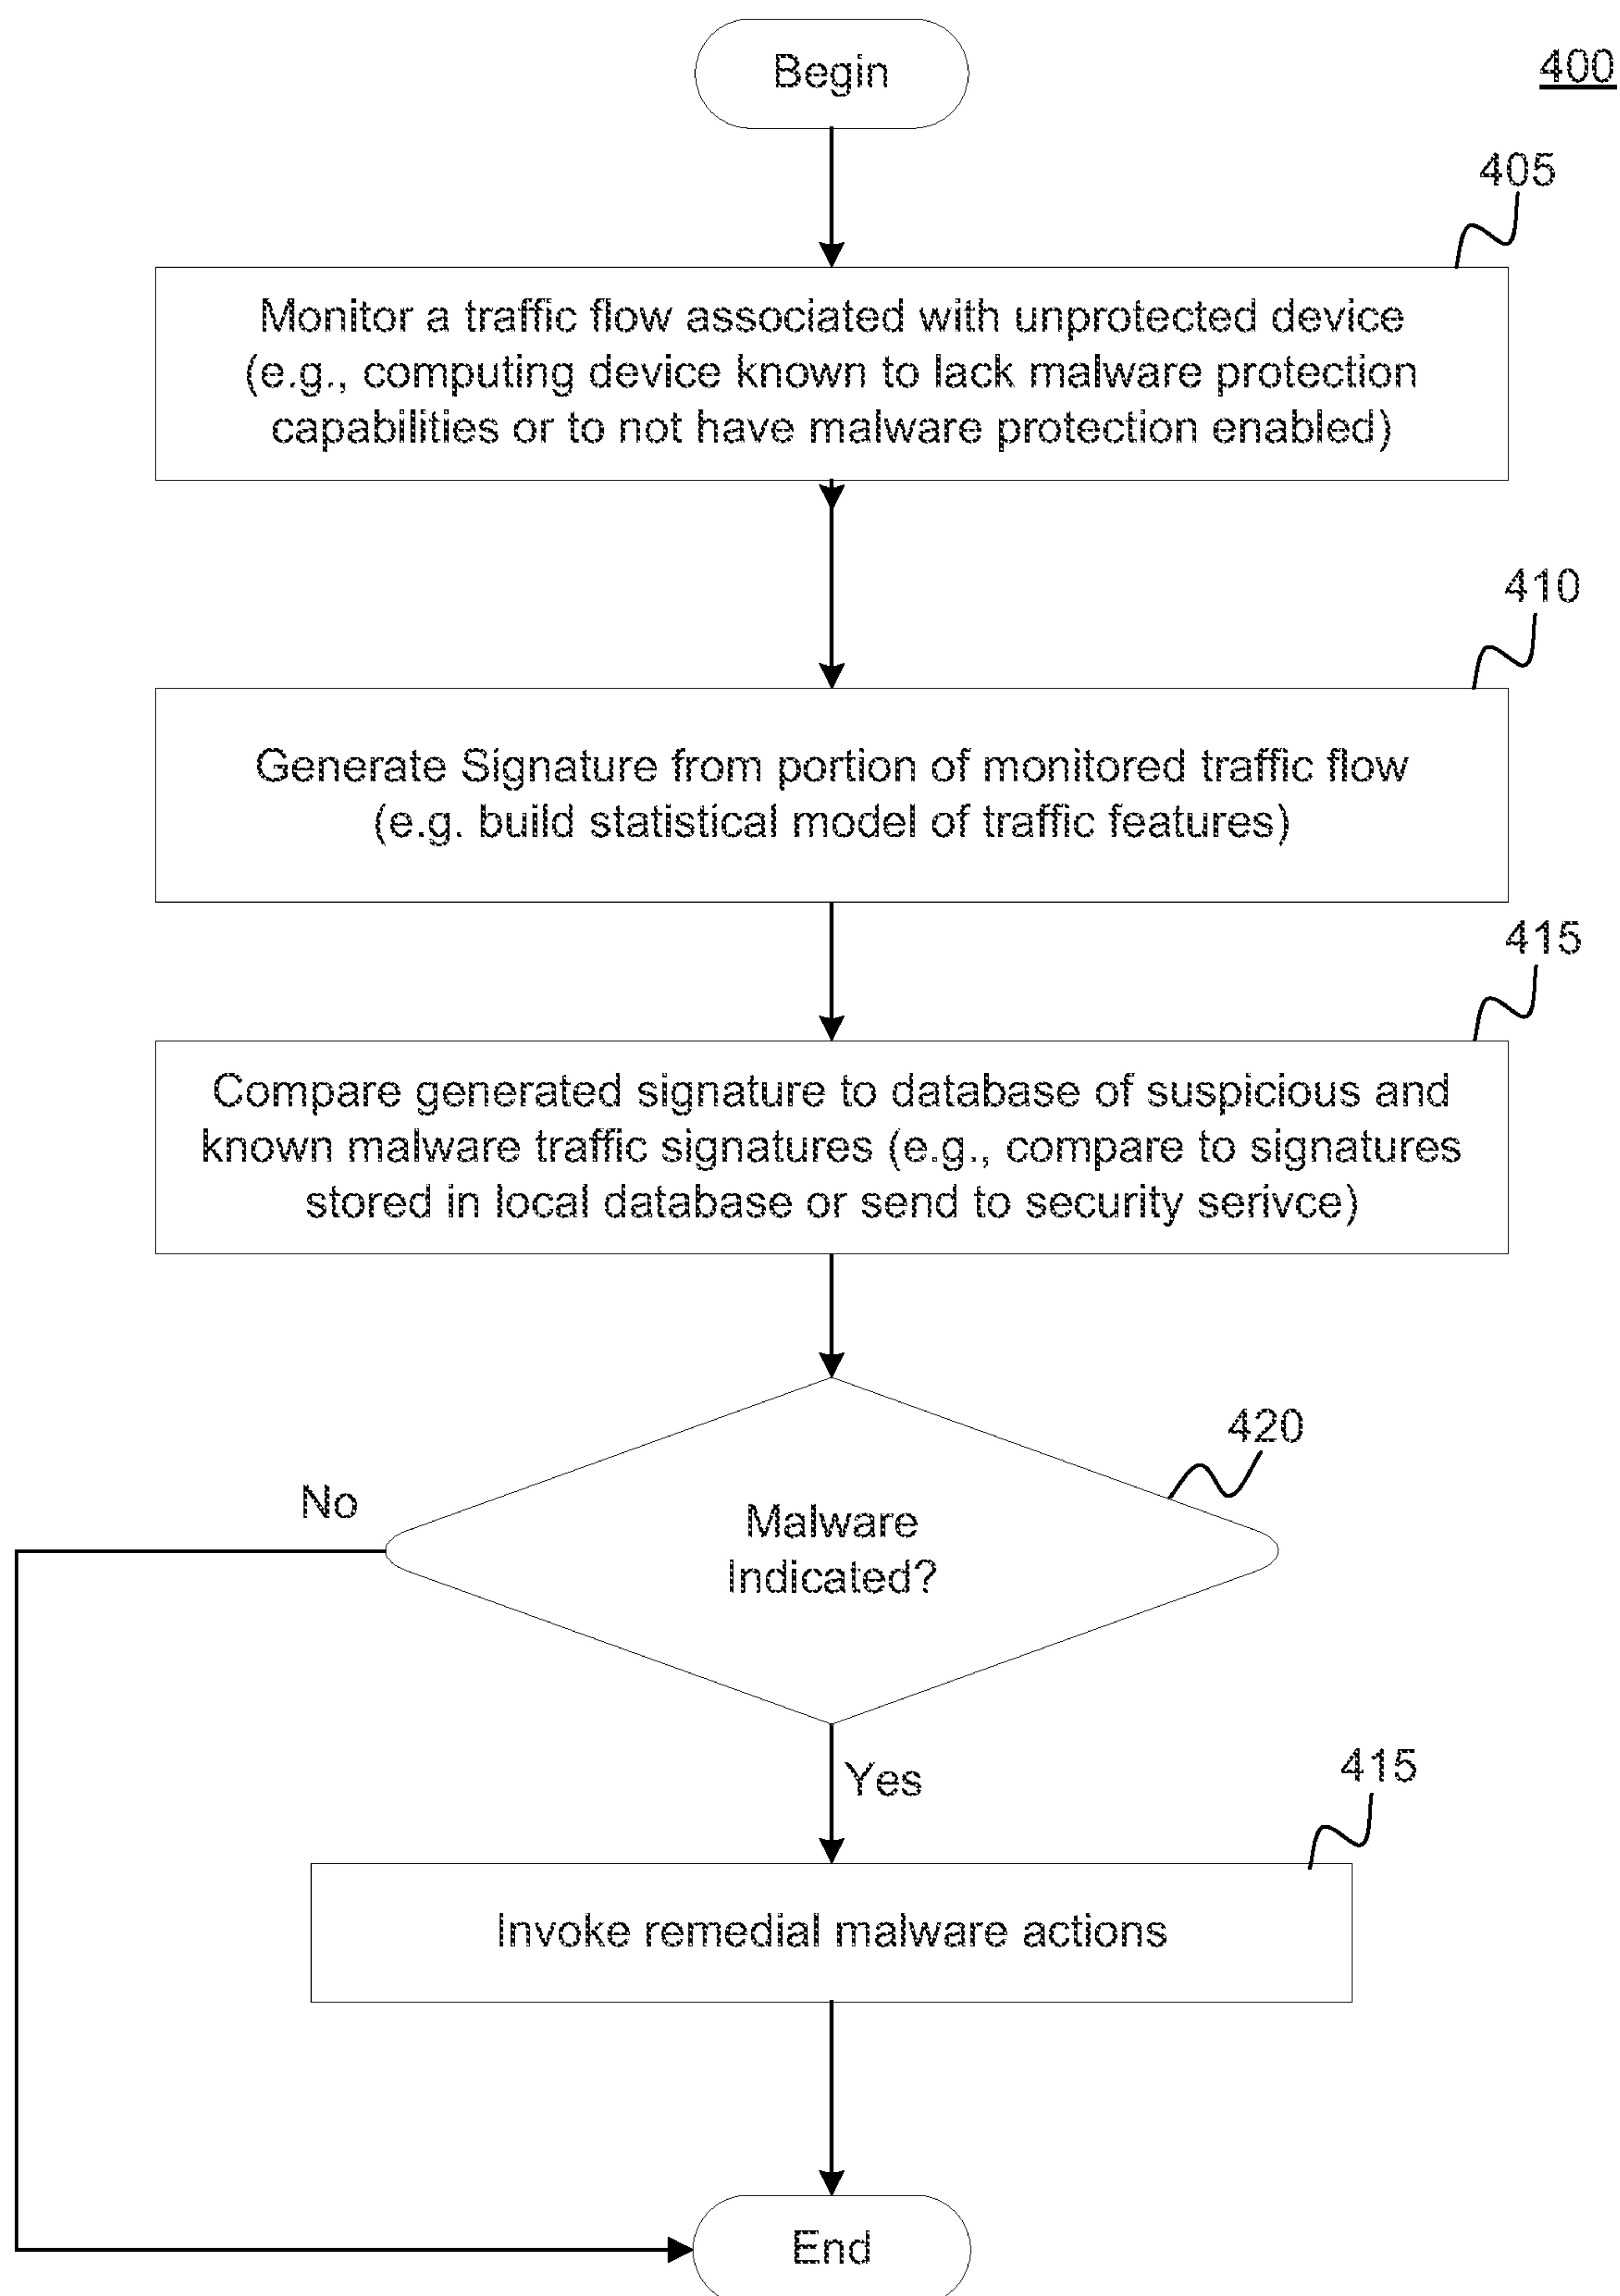 Begin
400
405
Monitor a traffic flow associated with unprotected device
(e.g., computing device known to lack malware protection
capabilities or to not have malware protection enabled)
410
Generate Signature from portion of monitored traffic flow
(e.g. build statistical model of traffic features)
415
Compare generated signature to database of suspicious and
known malware traffic signatures (e.g., compare to signatures
stored in local database or send to security serivce)
420
No
Malware
Indicated?
Yes
415
Invoke remedial malware actions
End